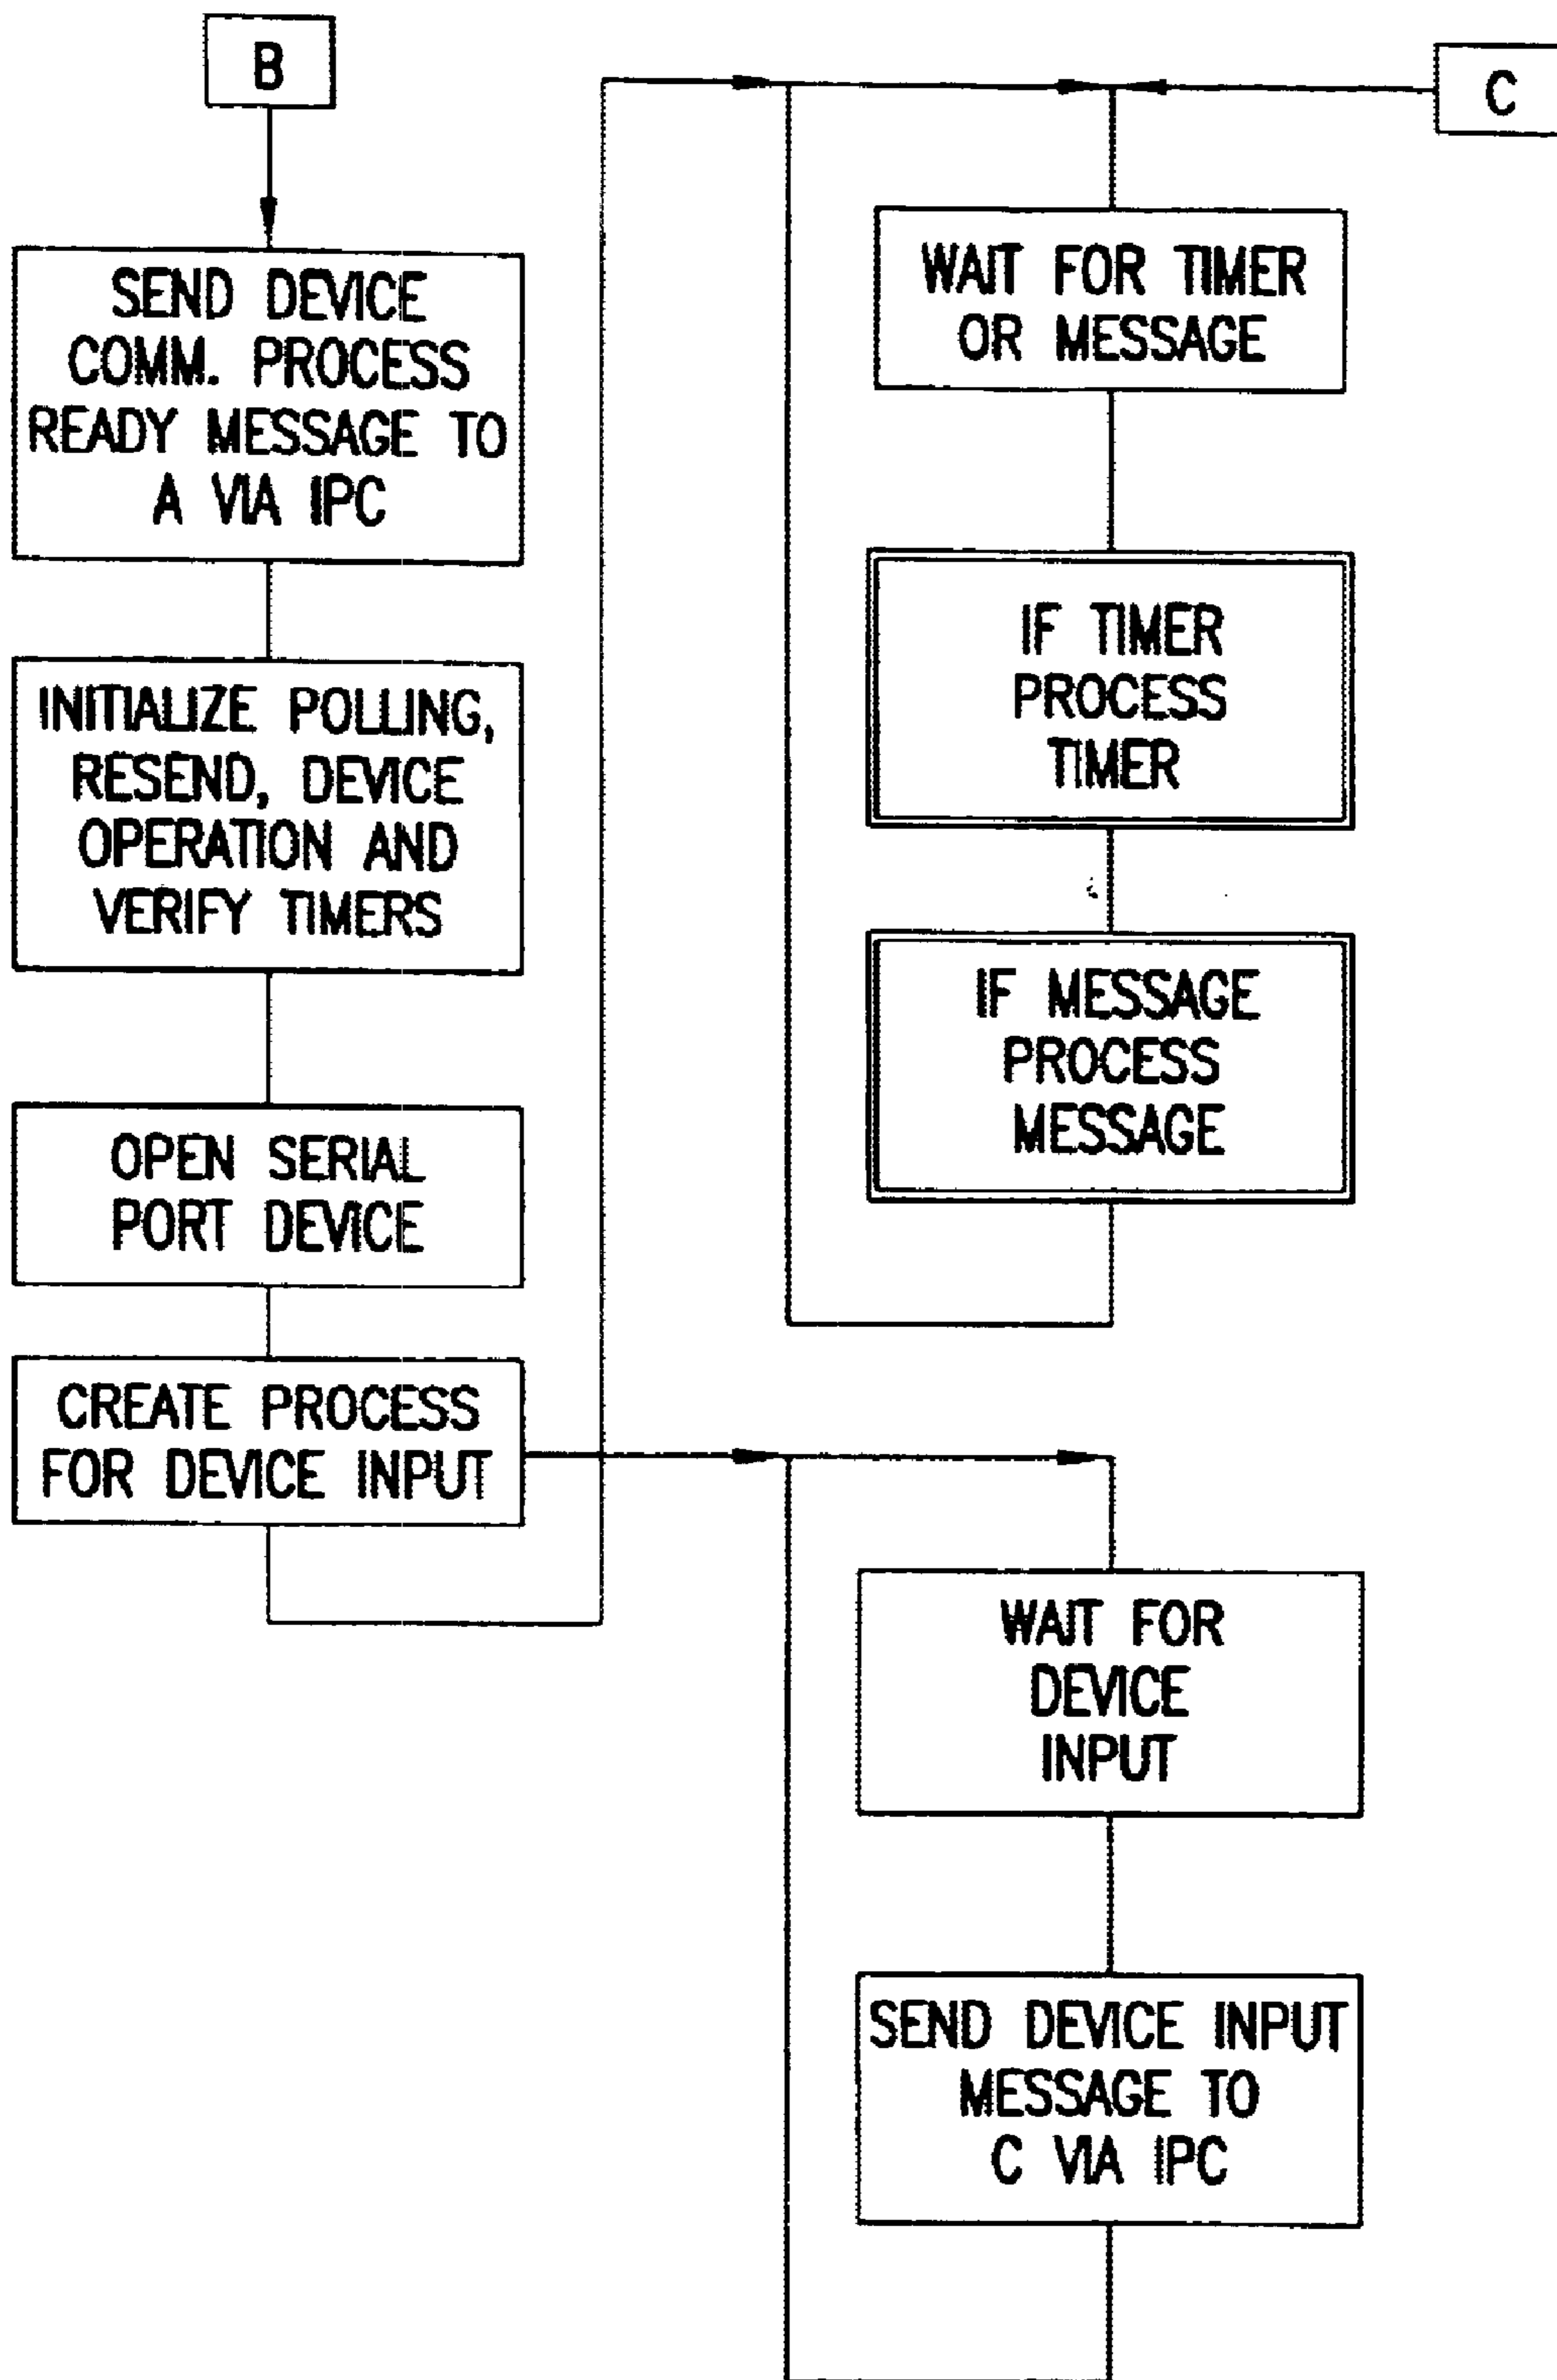 B
SEND DEVICE
COMM. PROCESS
READY MESSAGE TO
A VIA IPC
INITIALIZE POLLING,
RESEND, DEVICE
OPERATION AND
VERIFY TIMERS
OPEN SERIAL
PORT DEVICE
CREATE PROCESS
FOR DEVICE INPUT
C
WAIT FOR TIMER
OR MESSAGE
IF TIMER
PROCESS
TIMER
IF MESSAGE
PROCESS
MESSAGE
WAIT FOR
DEVICE
INPUT
SEND DEVICE INPUT
MESSAGE TO
C VIA IPC